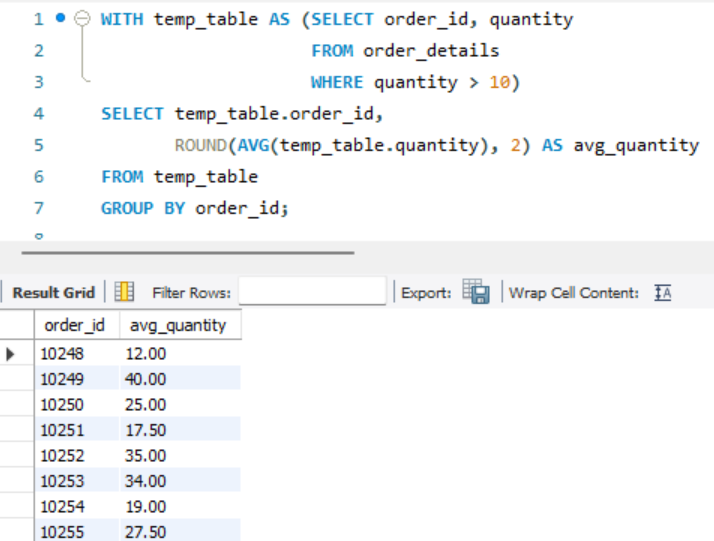 1 WITH temp_table AS (SELECT order_id, quantity
2 FROM order_details
3 WHERE quantity > 10)
4 SELECT temp_table.order_id,
5 ROUND(AVG(temp_table.quantity), 2) AS avg_quantity
6 FROM temp_table
7 GROUP BY order_id;
Result Grid Filter Rows: Export: Wrap Cell Content: IA
order_id avg_quantity
10248 12.00
10249 40.00
10250 25.00
10251 17.50
10252 35.00
10253 34.00
10254 19.00
10255 27.50